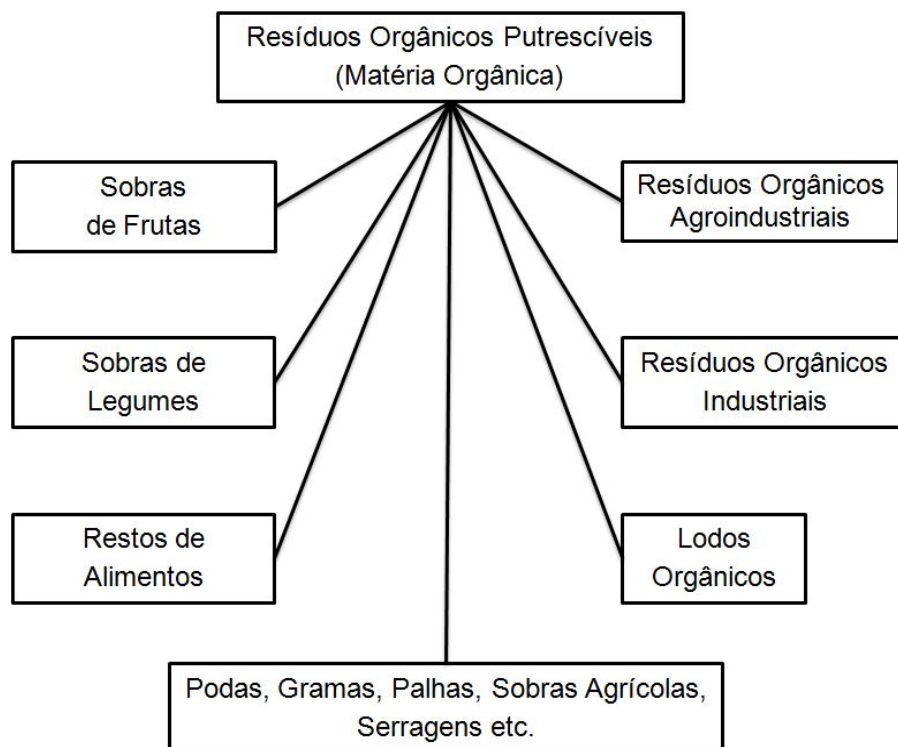 Resíduos Orgânicos Putrescíveis
(Matéria Orgânica)
Sobras
de Frutas
Resíduos Orgânicos
Agroindustriais
Sobras de
Legumes
Resíduos Orgânicos
Industriais
Restos de
Alimentos
Lodos
Orgânicos
Podas, Gramas, Palhas, Sobras Agrícolas,
Serragens etc.